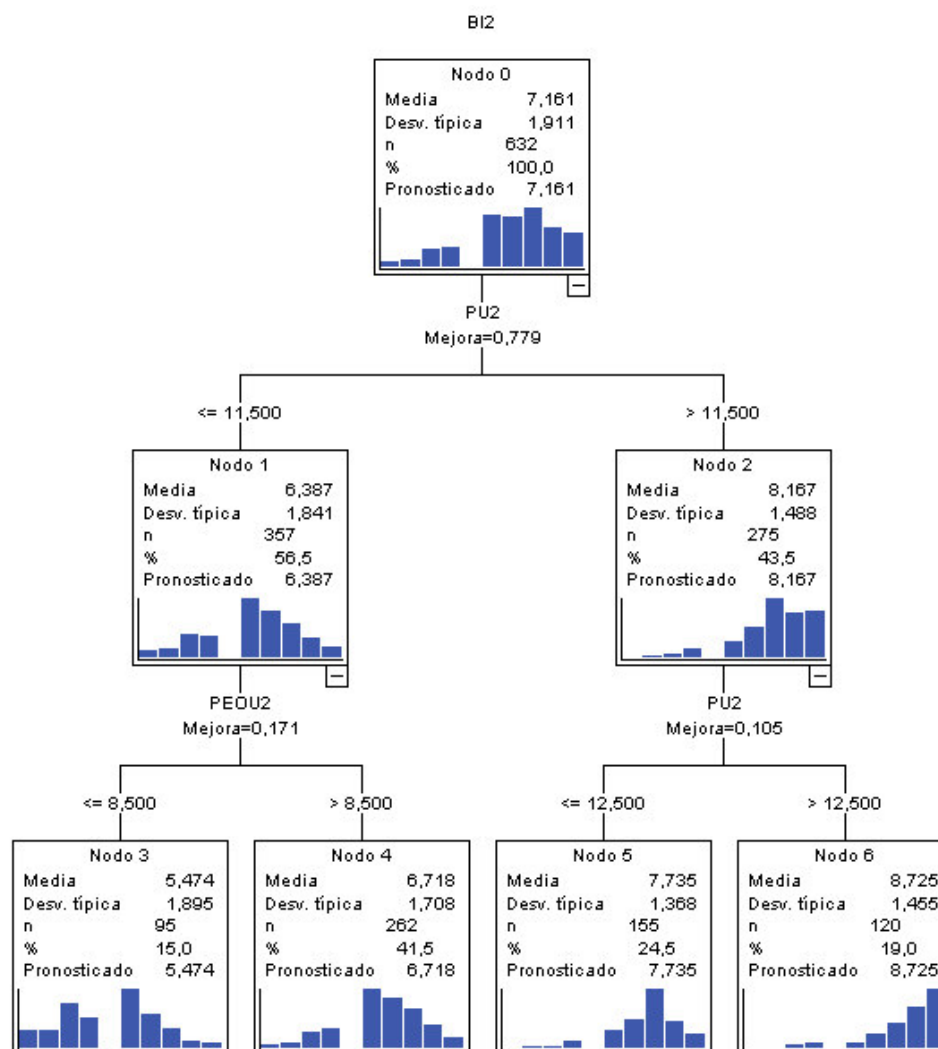 BI2
Nodo 0
Media 7,161
Desv. típica 1,911
n 632
% 100,0
Pronosticado 7,161
PU2
Mejora=0,779
<= 11,500
> 11,500
Nodo 1
Media 6,387
Desv. típica 1,841
n 357
% 56,5
Pronosticado 6,387
Nodo 2
Media 8,167
Desv. típica 1,488
n 275
% 43,5
Pronosticado 8,167
PEOU2
Mejora=0,171
PU2
Mejora=0,105
<= 8,500
> 8,500
<= 12,500
> 12,500
Nodo 3
Media 5,474
Desv. típica 1,895
n 95
% 15,0
Pronosticado 5,474
Nodo 4
Media 6,718
Desv. típica 1,708
n 262
% 41,5
Pronosticado 6,718
Nodo 5
Media 7,735
Desv. típica 1,368
n 155
% 24,5
Pronosticado 7,735
Nodo 6
Media 8,725
Desv. típica 1,455
n 120
% 19,0
Pronosticado 8,725